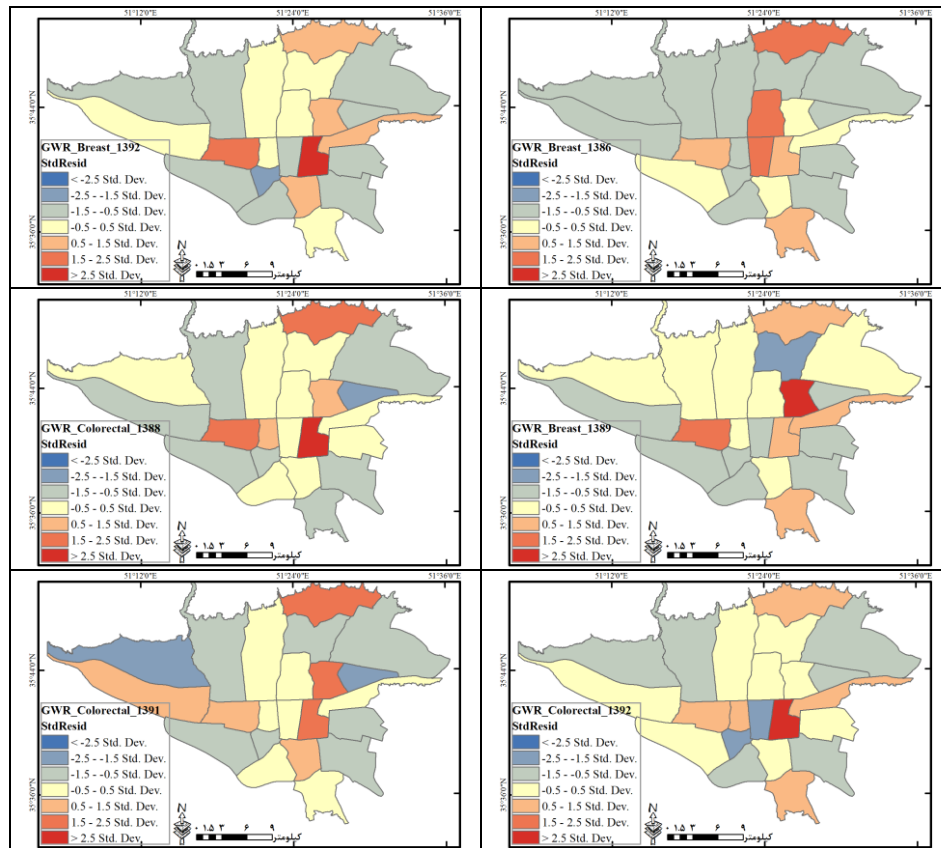 51°12'0"E 51°24'0"E 51°36'0"E
35°44'0"N
35°36'0"N
GWR_Breast_1392
StdResid
< -2.5 Std. Dev.
-2.5 - -1.5 Std. Dev.
-1.5 - -0.5 Std. Dev.
-0.5 - 0.5 Std. Dev.
0.5 - 1.5 Std. Dev.
1.5 - 2.5 Std. Dev.
> 2.5 Std. Dev.
N
۰ ۱.۵ ۳ ۶ ۹
کیلومتر
51°24'0"E 51°36'0"E
35°44'0"N
35°36'0"N
GWR_Breast_1386
StdResid
< -2.5 Std. Dev.
-2.5 - -1.5 Std. Dev.
-1.5 - -0.5 Std. Dev.
-0.5 - 0.5 Std. Dev.
0.5 - 1.5 Std. Dev.
1.5 - 2.5 Std. Dev.
> 2.5 Std. Dev.
N
۰ ۱.۵ ۳ ۶ ۹
کیلومتر
51°12'0"E 51°24'0"E 51°36'0"E
35°44'0"N
35°36'0"N
GWR_Colorectal_1388
StdResid
< -2.5 Std. Dev.
-2.5 - -1.5 Std. Dev.
-1.5 - -0.5 Std. Dev.
-0.5 - 0.5 Std. Dev.
0.5 - 1.5 Std. Dev.
1.5 - 2.5 Std. Dev.
> 2.5 Std. Dev.
N
۰ ۱.۵ ۳ ۶ ۹
کیلومتر
51°24'0"E 51°36'0"E
35°44'0"N
35°36'0"N
GWR_Breast_1389
StdResid
< -2.5 Std. Dev.
-2.5 - -1.5 Std. Dev.
-1.5 - -0.5 Std. Dev.
-0.5 - 0.5 Std. Dev.
0.5 - 1.5 Std. Dev.
1.5 - 2.5 Std. Dev.
> 2.5 Std. Dev.
N
۰ ۱.۵ ۳ ۶ ۹
کیلومتر
51°12'0"E 51°24'0"E 51°36'0"E
35°44'0"N
35°36'0"N
GWR_Colorectal_1391
StdResid
< -2.5 Std. Dev.
-2.5 - -1.5 Std. Dev.
-1.5 - -0.5 Std. Dev.
-0.5 - 0.5 Std. Dev.
0.5 - 1.5 Std. Dev.
1.5 - 2.5 Std. Dev.
> 2.5 Std. Dev.
N
۰ ۱.۵ ۳ ۶ ۹
کیلومتر
51°24'0"E 51°36'0"E
35°44'0"N
35°36'0"N
GWR_Colorectal_1392
StdResid
< -2.5 Std. Dev.
-2.5 - -1.5 Std. Dev.
-1.5 - -0.5 Std. Dev.
-0.5 - 0.5 Std. Dev.
0.5 - 1.5 Std. Dev.
1.5 - 2.5 Std. Dev.
> 2.5 Std. Dev.
N
۰ ۱.۵ ۳ ۶ ۹
کیلومتر